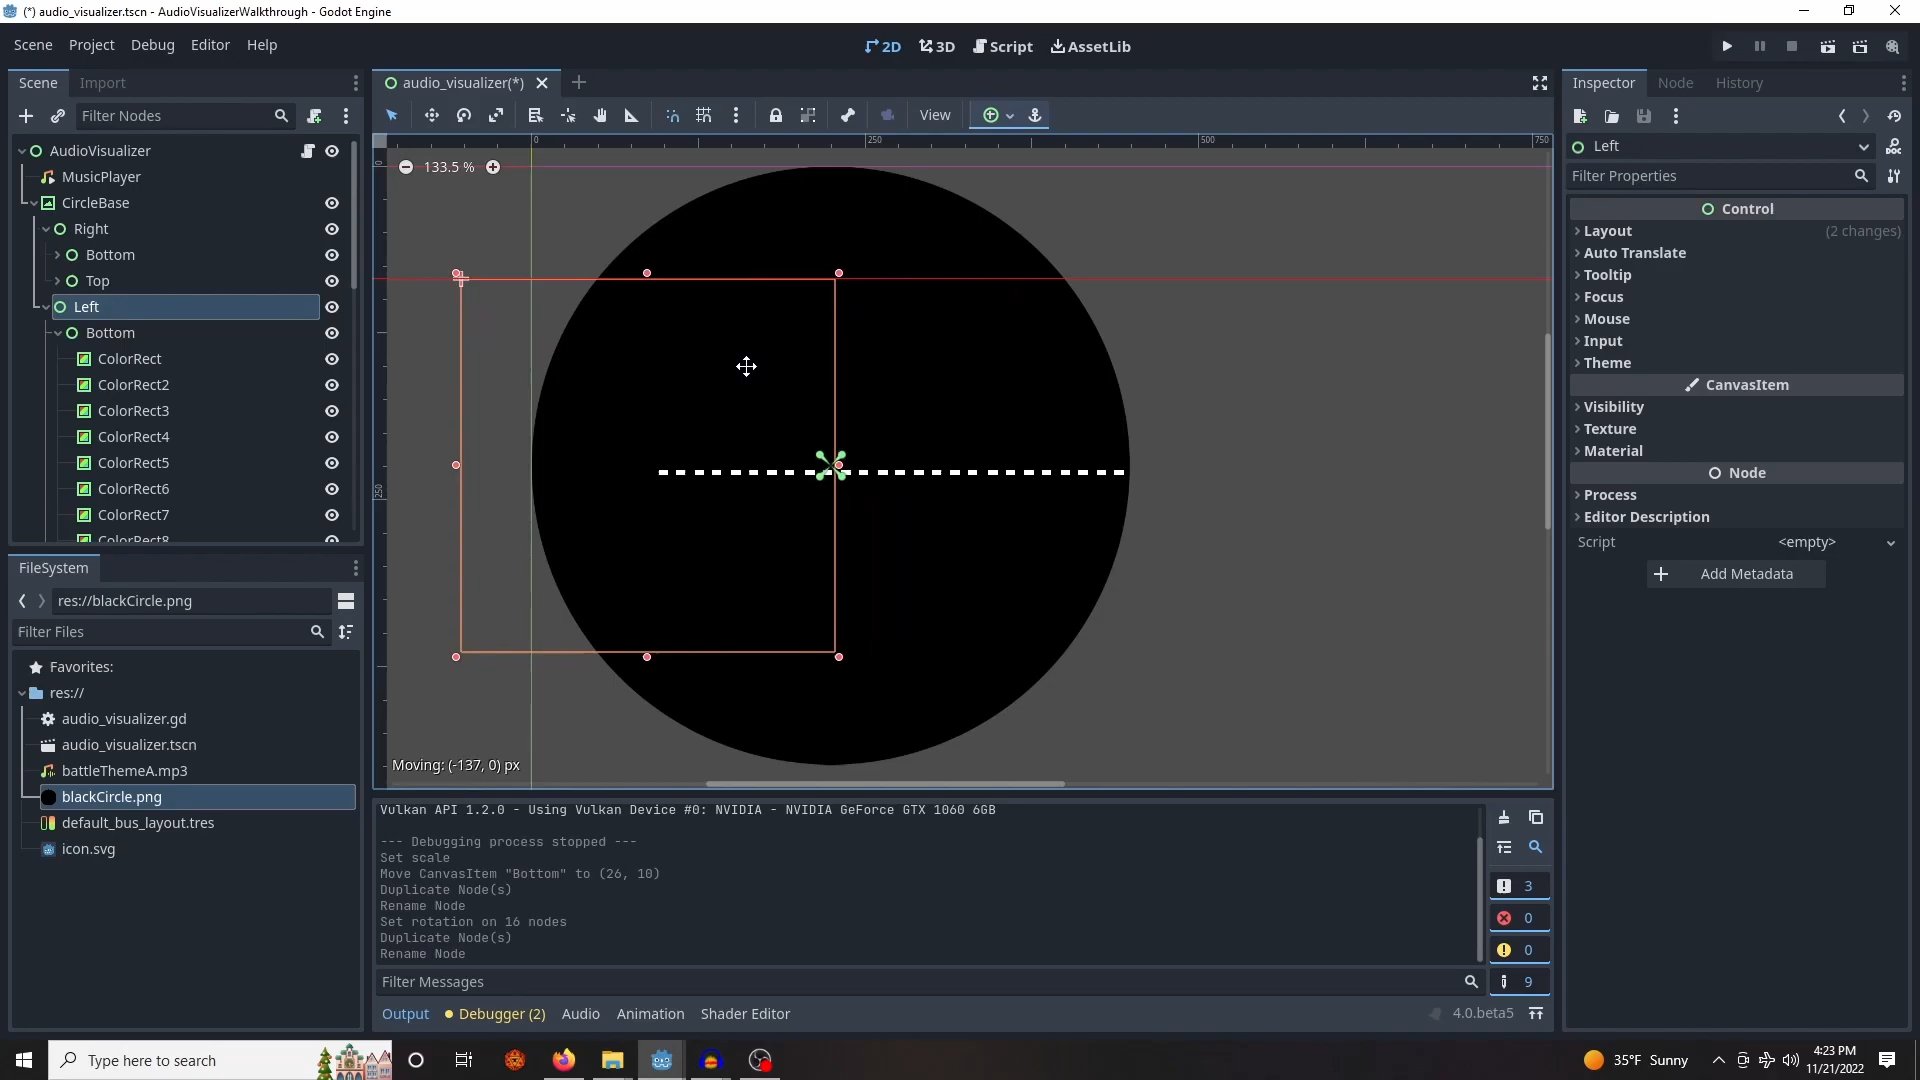 (*) audio_visualizer.tscn - AudioVisualizerWalkthrough - Godot Engine
Scene Project Debug Editor Help
2D 3D Script AssetLib
Scene Import
audio_visualizer(*)
Inspector Node History
Filter Nodes
View
AudioVisualizer
MusicPlayer
CircleBase
Right
Bottom
Top
Left
Bottom
ColorRect
ColorRect2
ColorRect3
ColorRect4
ColorRect5
ColorRect6
ColorRect7
ColorRect8
0 250 500 750
0
250
133.5 %
Moving: (-137, 0) px
Left
Filter Properties
Control
Layout (2 changes)
Auto Translate
Tooltip
Focus
Mouse
Input
Theme
CanvasItem
Visibility
Texture
Material
Node
Process
Editor Description
Script <empty>
Add Metadata
FileSystem
res://blackCircle.png
Filter Files
Favorites:
res://
audio_visualizer.gd
audio_visualizer.tscn
battleThemeA.mp3
blackCircle.png
default_bus_layout.tres
icon.svg
Vulkan API 1.2.0 - Using Vulkan Device #0: NVIDIA - NVIDIA GeForce GTX 1060 6GB
--- Debugging process stopped ---
Set scale
Move CanvasItem "Bottom" to (26, 10)
Duplicate Node(s)
Rename Node
Set rotation on 16 nodes
Duplicate Node(s)
Rename Node
3
0
0
9
Filter Messages
Output Debugger (2) Audio Animation Shader Editor 4.0.beta5
Type here to search
35°F Sunny
4:23 PM
11/21/2022